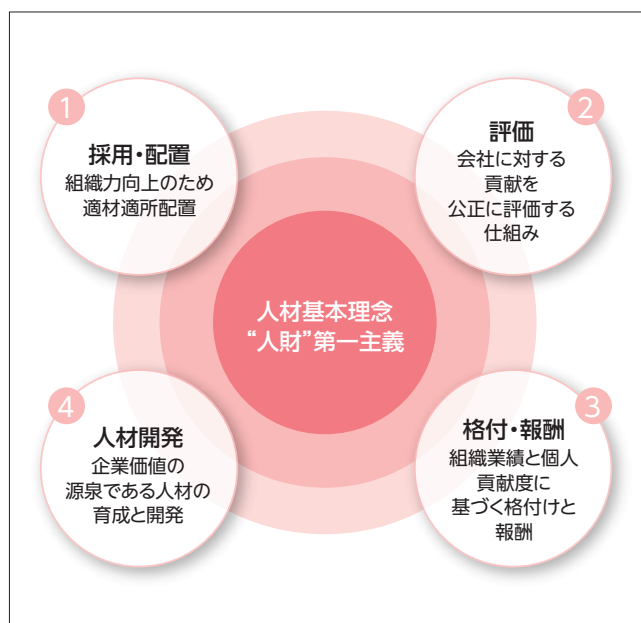 1
採用・配置
組織力向上のため
適材適所配置
2
評価
会社に対する
貢献を
公正に評価する
仕組み
人材基本理念
“人財”第一主義
3
格付・報酬
組織業績と個人
貢献度に
基づく格付けと
報酬
4
人材開発
企業価値の
源泉である人材の
育成と開発